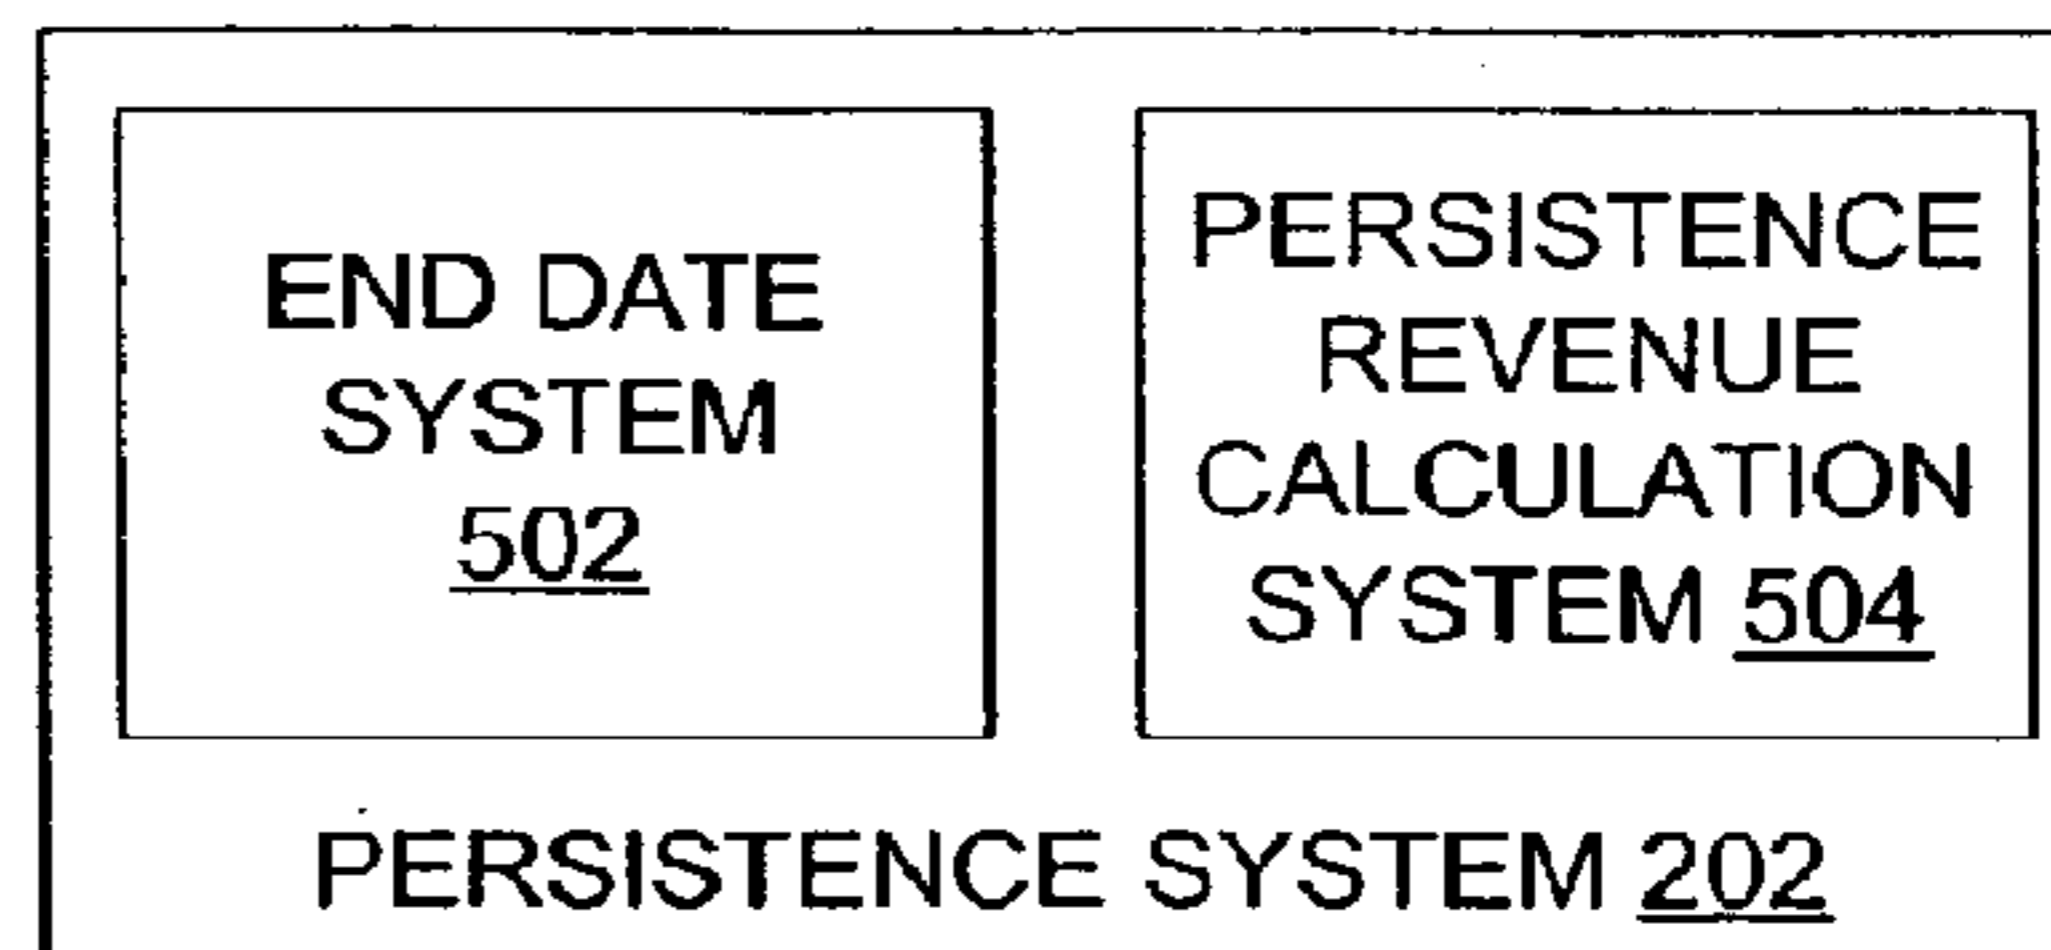 END DATE
SYSTEM
502
PERSISTENCE
REVENUE
CALCULATION
SYSTEM 504
PERSISTENCE SYSTEM 202